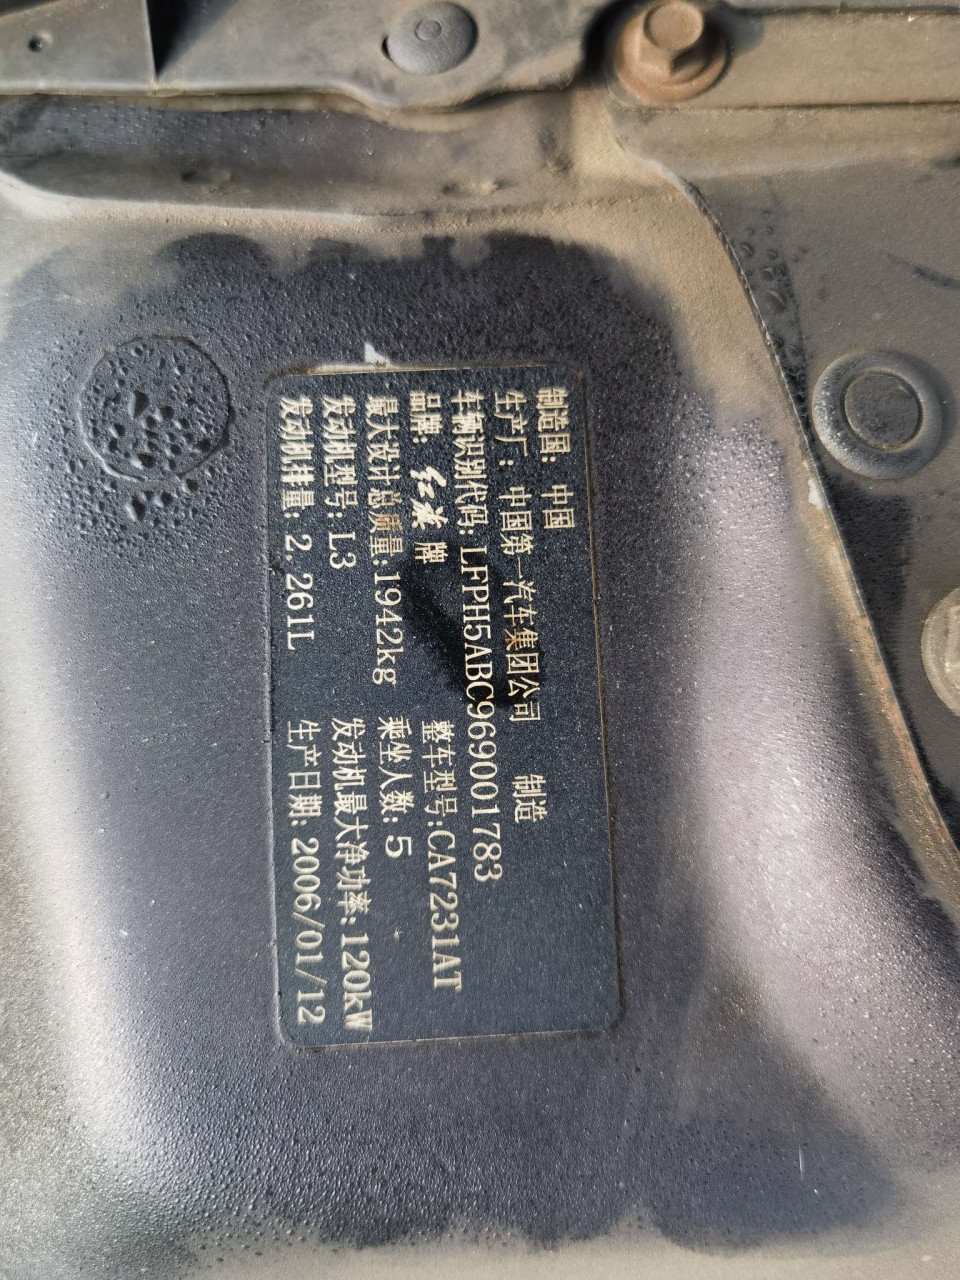 制造国: 中国
生产厂: 中国第一汽车集团公司 制造
车辆识别代码: LFPH5ABC969001783
品牌: 红旗牌 整车型号:CA7231AT
最大设计总质量:1942kg 乘坐人数: 5
发动机型号: L3 发动机最大净功率: 120kW
发动机排量: 2.261L 生产日期: 2006/01/12